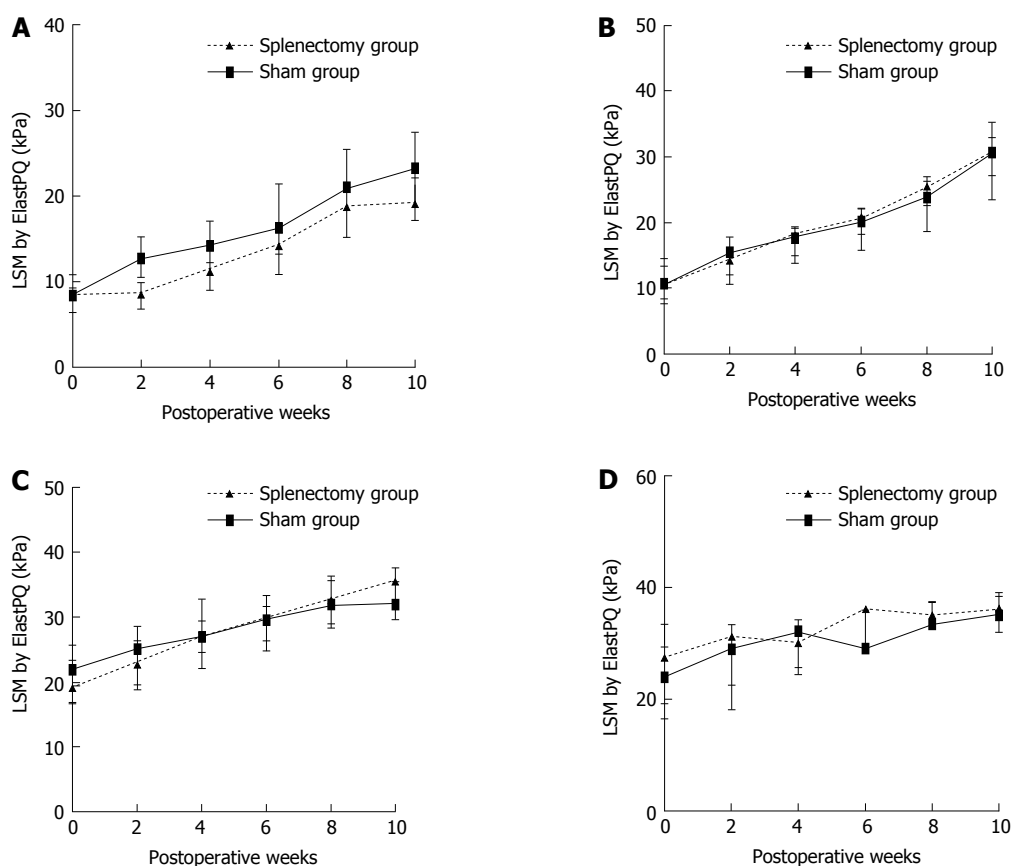 A
Splenectomy group
Sham group
LSM by ElastPQ (kPa)
40
30
20
10
0
0 2 4 6 8 10
Postoperative weeks
B
Splenectomy group
Sham group
LSM by ElastPQ (kPa)
50
40
30
20
10
0
0 2 4 6 8 10
Postoperative weeks
C
Splenectomy group
Sham group
LSM by ElastPQ (kPa)
50
40
30
20
10
0
0 2 4 6 8 10
Postoperative weeks
D
Splenectomy group
Sham group
LSM by ElastPQ (kPa)
60
40
20
0
0 2 4 6 8 10
Postoperative weeks